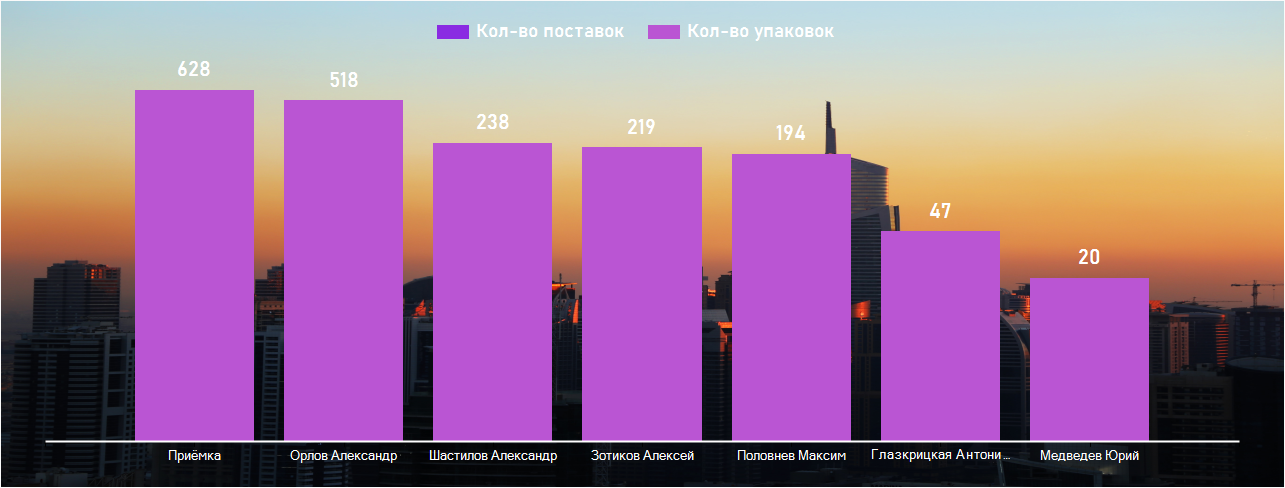 Кол-во поставок Кол-во упаковок
628
518
238
219
194
47
20
Приёмка
Орлов Александр
Шастилов Александр
Зотиков Алексей
Половнев Максим
Глазкрицкая Антони...
Медведев Юрий